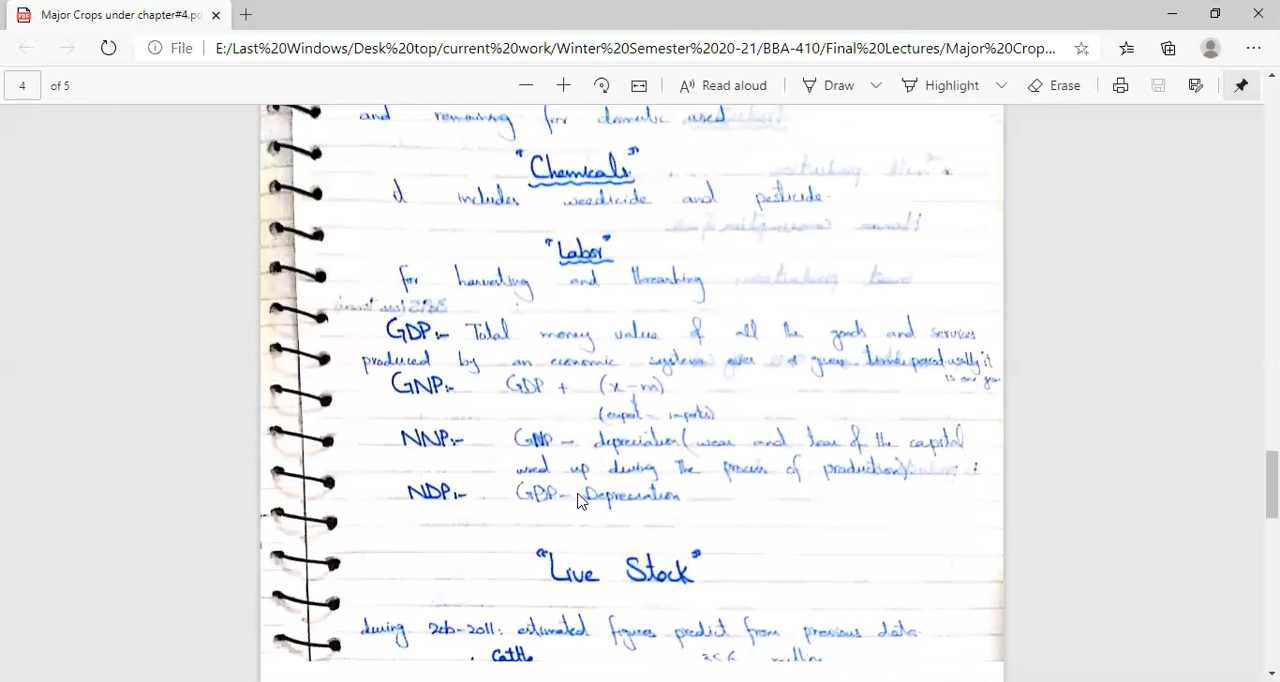 Major Crops under chapter#4.pd
File E:/Last%20Windows/Desk%20top/current%20work/Winter%20Semester%202020-21/BBA-410/Final%20Lectures/Major%20Crop...
4 of 5 Read aloud Draw Highlight Erase
and remaining for domestic used
"Chemicals"
it includes weedicide and pesticide.
"Labor"
for harvesting and threashing
GDP:- Total money value of all the goods and services
produced by an economic system over a given time period usually it
is one year
GNP:- GDP + (x-m)
(export - imports)
NNP:- GNP - depreciation (wear and tear of the capital
used up during the process of production).
NDP:- GDP- Depreciation
"Live Stock"
during 2011: estimated figures predict from previous data
Cattle